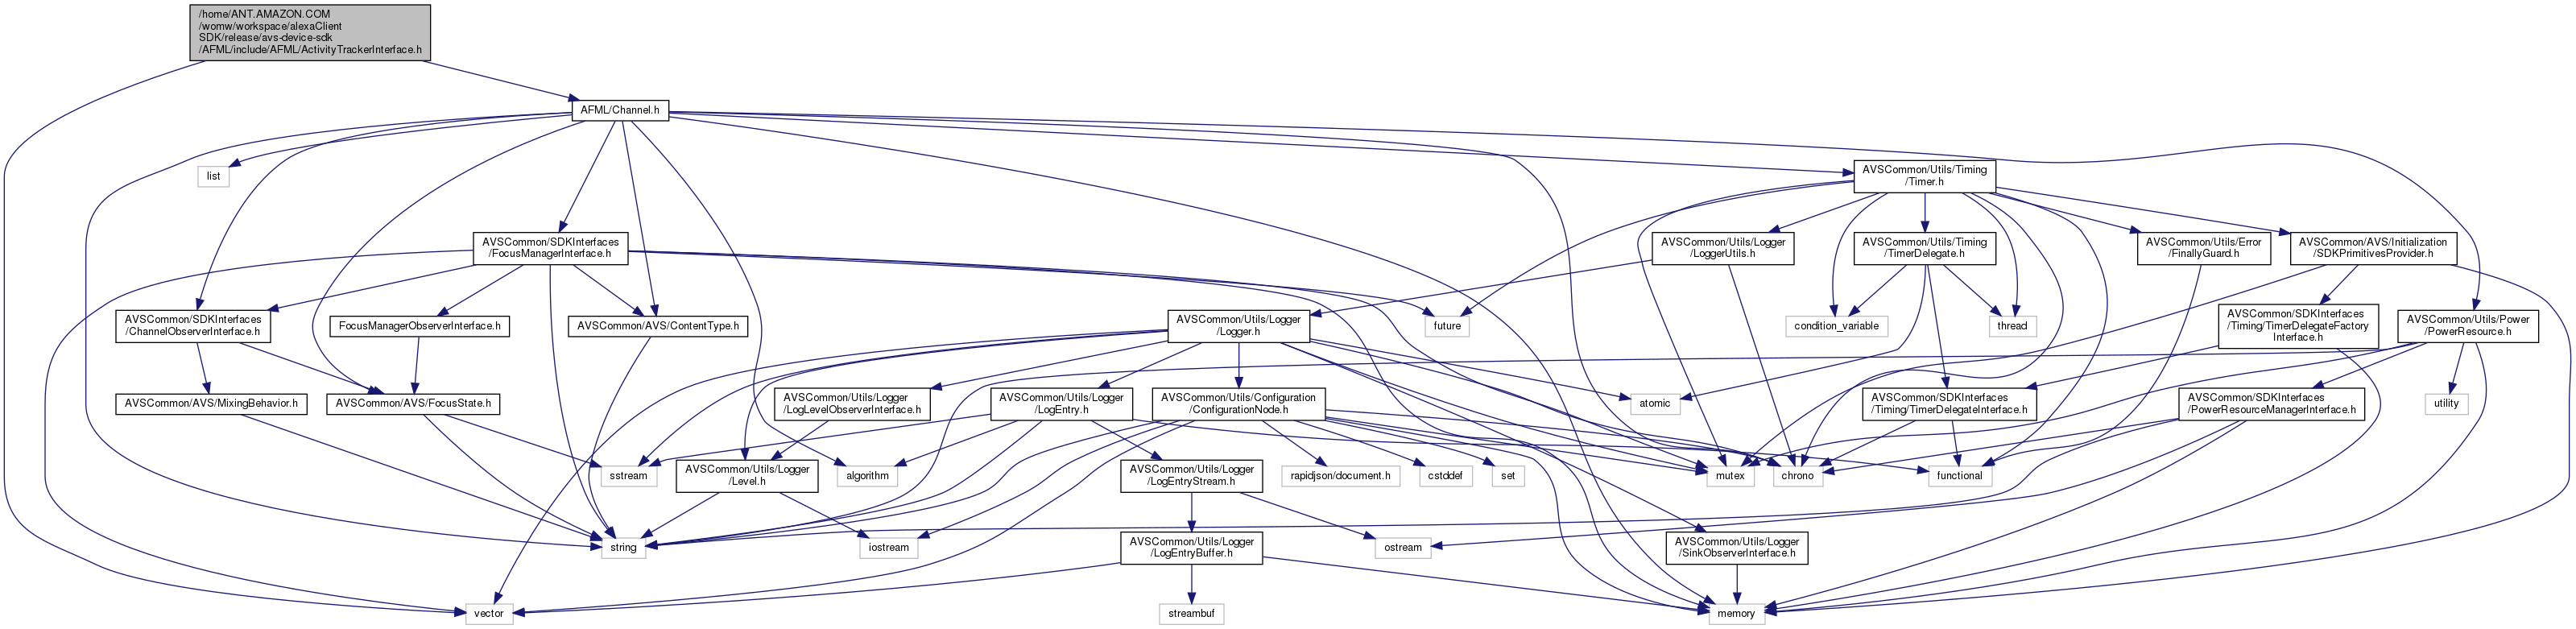 /home/ANT.AMAZON.COM
/womw/workspace/alexaClient
SDK/release/avs-device-sdk
/AFML/include/AFML/ActivityTrackerInterface.h
AFML/Channel.h
list
AVSCommon/Utils/Timing
/Timer.h
AVSCommon/SDKInterfaces
/FocusManagerInterface.h
AVSCommon/Utils/Logger
/LoggerUtils.h
AVSCommon/Utils/Timing
/TimerDelegate.h
AVSCommon/Utils/Error
/FinallyGuard.h
AVSCommon/AVS/Initialization
/SDKPrimitivesProvider.h
AVSCommon/SDKInterfaces
/ChannelObserverInterface.h
FocusManagerObserverInterface.h
AVSCommon/AVS/ContentType.h
AVSCommon/Utils/Logger
/Logger.h
future
condition_variable
thread
AVSCommon/SDKInterfaces
/Timing/TimerDelegateFactory
Interface.h
AVSCommon/Utils/Power
/PowerResource.h
AVSCommon/AVS/MixingBehavior.h
AVSCommon/AVS/FocusState.h
AVSCommon/Utils/Logger
/LogLevelObserverInterface.h
AVSCommon/Utils/Logger
/LogEntry.h
AVSCommon/Utils/Configuration
/ConfigurationNode.h
atomic
AVSCommon/SDKInterfaces
/Timing/TimerDelegateInterface.h
AVSCommon/SDKInterfaces
/PowerResourceManagerInterface.h
utility
sstream
AVSCommon/Utils/Logger
/Level.h
algorithm
AVSCommon/Utils/Logger
/LogEntryStream.h
rapidjson/document.h
cstddef
set
mutex
chrono
functional
string
iostream
AVSCommon/Utils/Logger
/LogEntryBuffer.h
ostream
AVSCommon/Utils/Logger
/SinkObserverInterface.h
vector
streambuf
memory